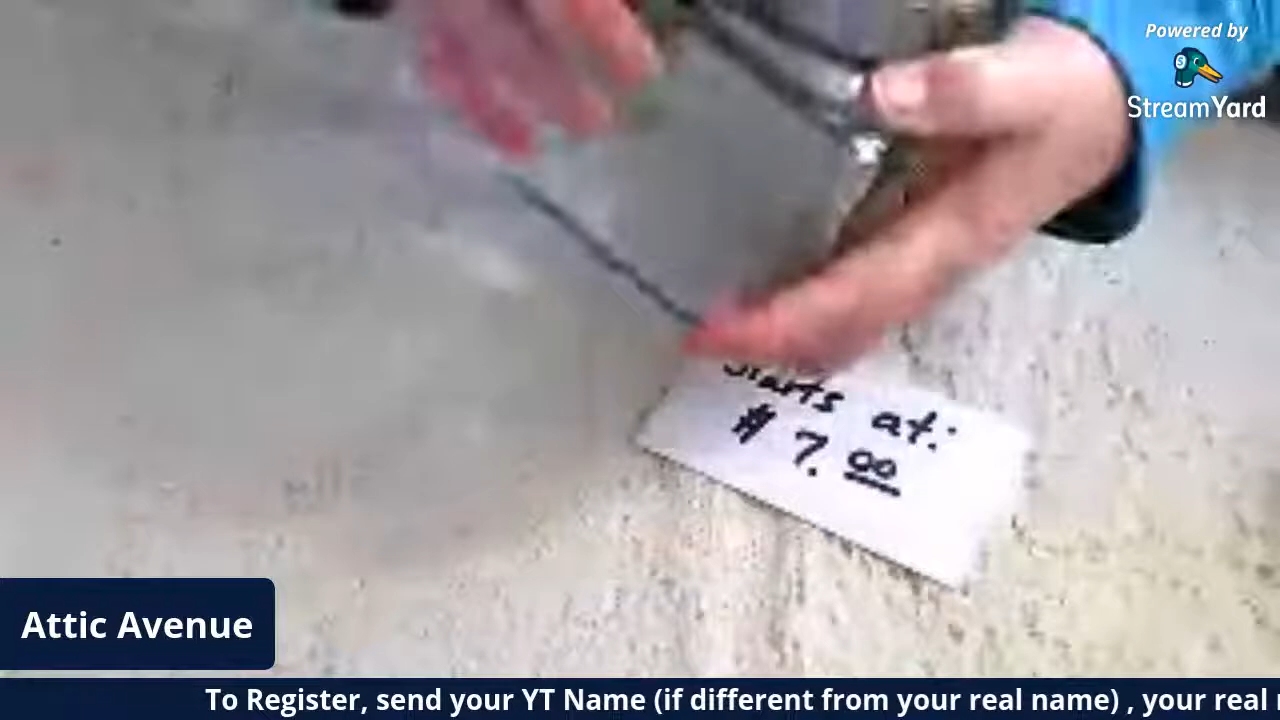 Powered by
StreamYard
Starts at:
# 7.00
Attic Avenue
To Register, send your YT Name (if different from your real name) , your real